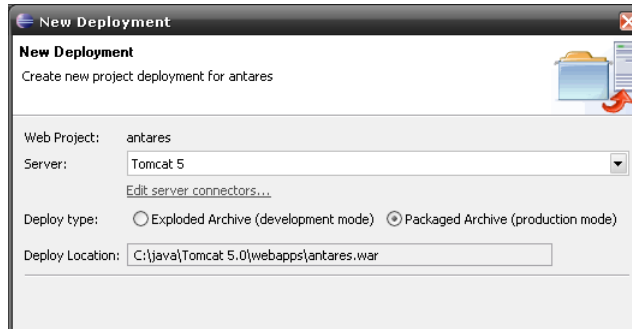 New Deployment
New Deployment
Create new project deployment for antares
Web Project: antares
Server: Tomcat 5
Edit server connectors...
Deploy type: Exploded Archive (development mode) Packaged Archive (production mode)
Deploy Location: C:\java\Tomcat 5.0\webapps\antares.war